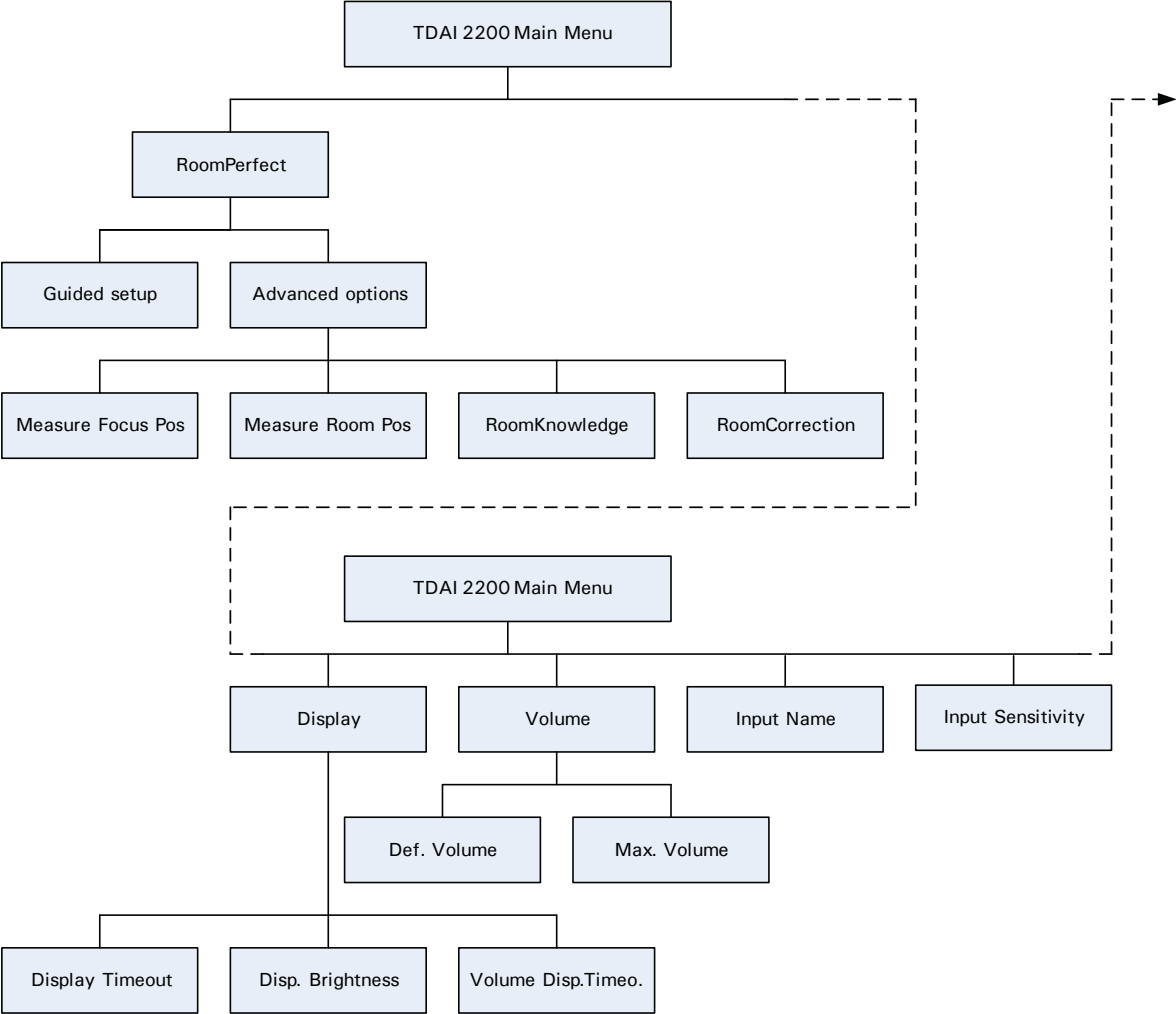 TDAI 2200 Main Menu
RoomPerfect
Guided setup
Advanced options
Measure Focus Pos
Measure Room Pos
RoomKnowledge
RoomCorrection
TDAI 2200 Main Menu
Display
Volume
Input Name
Input Sensitivity
Def. Volume
Max. Volume
Display Timeout
Disp. Brightness
Volume Disp.Timeo.